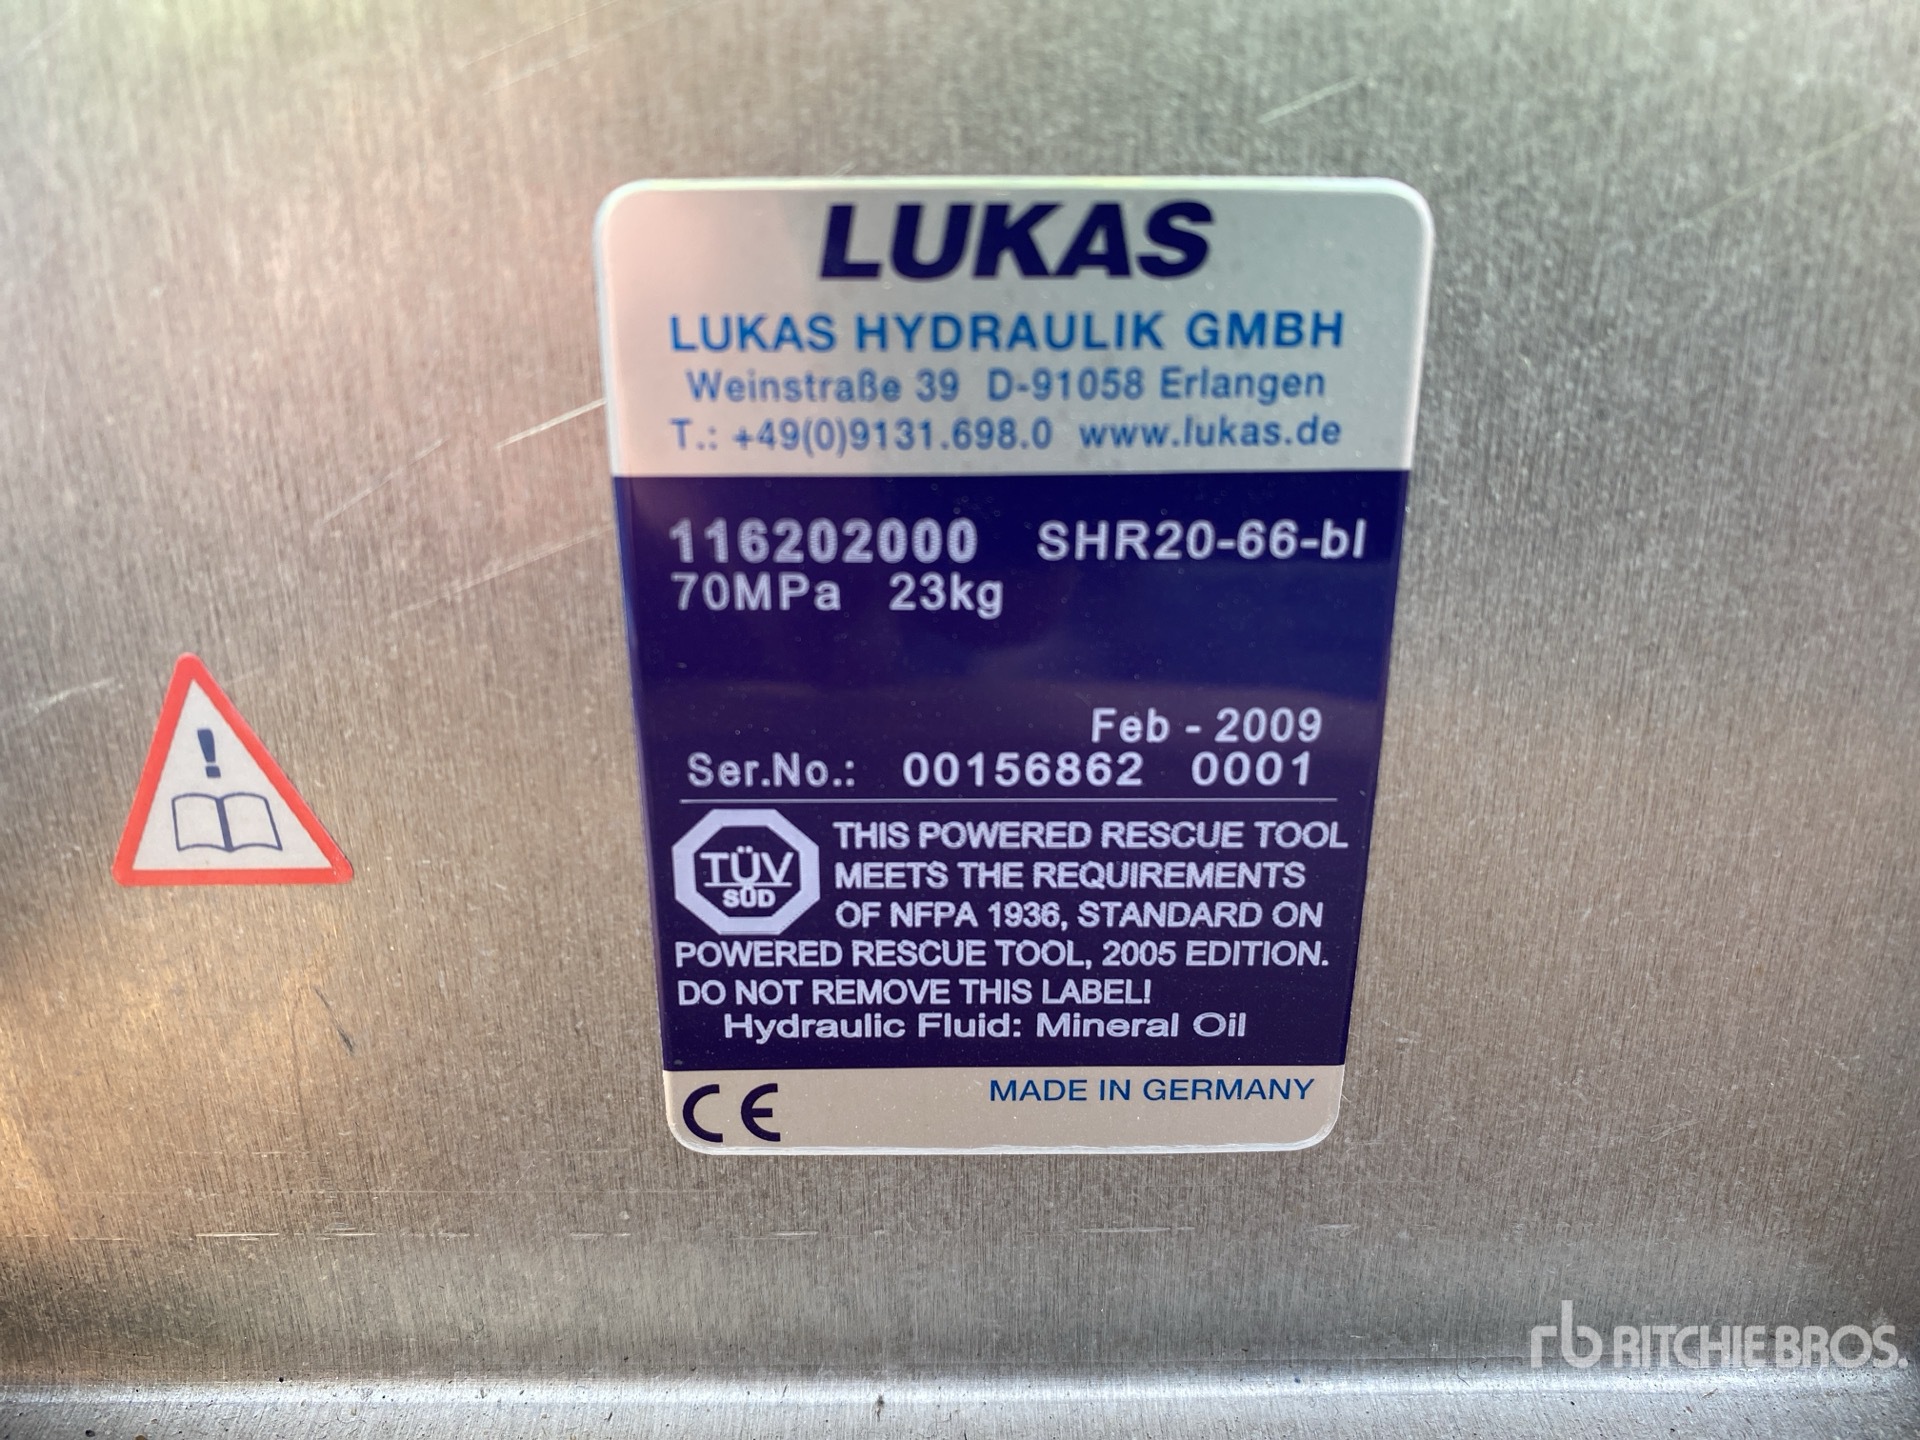 LUKAS
LUKAS HYDRAULIK GMBH
Weinstraße 39 D-91058 Erlangen
T.: +49(0)9131.698.0 www.lukas.de
116202000 SHR20-66-bl
70MPa 23kg
Feb - 2009
Ser.No.: 00156862 0001
!
TÜV
SÜD
THIS POWERED RESCUE TOOL
MEETS THE REQUIREMENTS
OF NFPA 1936, STANDARD ON
POWERED RESCUE TOOL, 2005 EDITION.
DO NOT REMOVE THIS LABEL!
Hydraulic Fluid: Mineral Oil
CE MADE IN GERMANY
rb RITCHIE BROS.